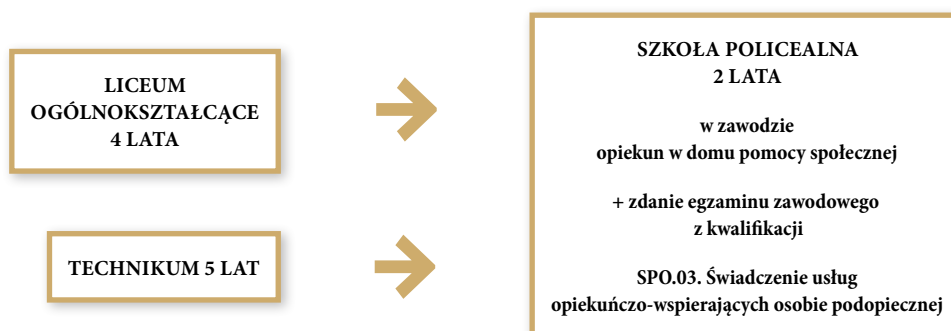 LICEUM
OGÓLNOKSZTAŁCĄCE
4 LATA
TECHNIKUM 5 LAT
SZKOŁA POLICEALNA
2 LATA
w zawodzie
opiekun w domu pomocy społecznej
+ zdanie egzaminu zawodowego
z kwalifikacji
SPO.03. Świadczenie usług
opiekuńczo-wspierających osobie podopiecznej